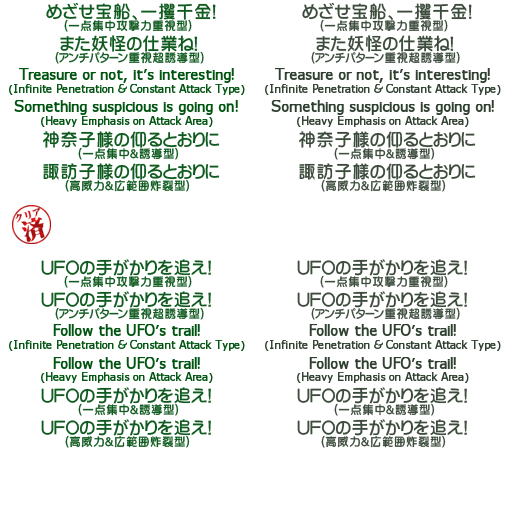 めざせ宝船、一攫千金!
(一点集中攻撃力重視型)
また妖怪の仕業ね!
(アンチパターン重視超誘導型)
Treasure or not, it's interesting!
(Infinite Penetration & Constant Attack Type)
Something suspicious is going on!
(Heavy Emphasis on Attack Area)
神奈子様の仰るとおりに
(一点集中&誘導型)
諏訪子様の仰るとおりに
(高威力&広範囲炸裂型)
めざせ宝船、一攫千金!
(一点集中攻撃力重視型)
また妖怪の仕業ね!
(アンチパターン重視超誘導型)
Treasure or not, it's interesting!
(Infinite Penetration & Constant Attack Type)
Something suspicious is going on!
(Heavy Emphasis on Attack Area)
神奈子様の仰るとおりに
(一点集中&誘導型)
諏訪子様の仰るとおりに
(高威力&広範囲炸裂型)
クリア
済
UFOの手がかりを追え!
(一点集中攻撃力重視型)
UFOの手がかりを追え!
(アンチパターン重視超誘導型)
Follow the UFO's trail!
(Infinite Penetration & Constant Attack Type)
Follow the UFO's trail!
(Heavy Emphasis on Attack Area)
UFOの手がかりを追え!
(一点集中&誘導型)
UFOの手がかりを追え!
(高威力&広範囲炸裂型)
UFOの手がかりを追え!
(一点集中攻撃力重視型)
UFOの手がかりを追え!
(アンチパターン重視超誘導型)
Follow the UFO's trail!
(Infinite Penetration & Constant Attack Type)
Follow the UFO's trail!
(Heavy Emphasis on Attack Area)
UFOの手がかりを追え!
(一点集中&誘導型)
UFOの手がかりを追え!
(高威力&広範囲炸裂型)